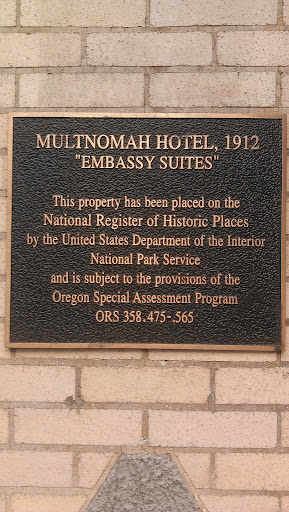 MULTNOMAH HOTEL, 1912
"EMBASSY SUITES"
This property has been placed on the
National Register of Historic Places
by the United States Department of the Interior
National Park Service
and is subject to the provisions of the
Oregon Special Assessment Program
ORS 358.475-.565